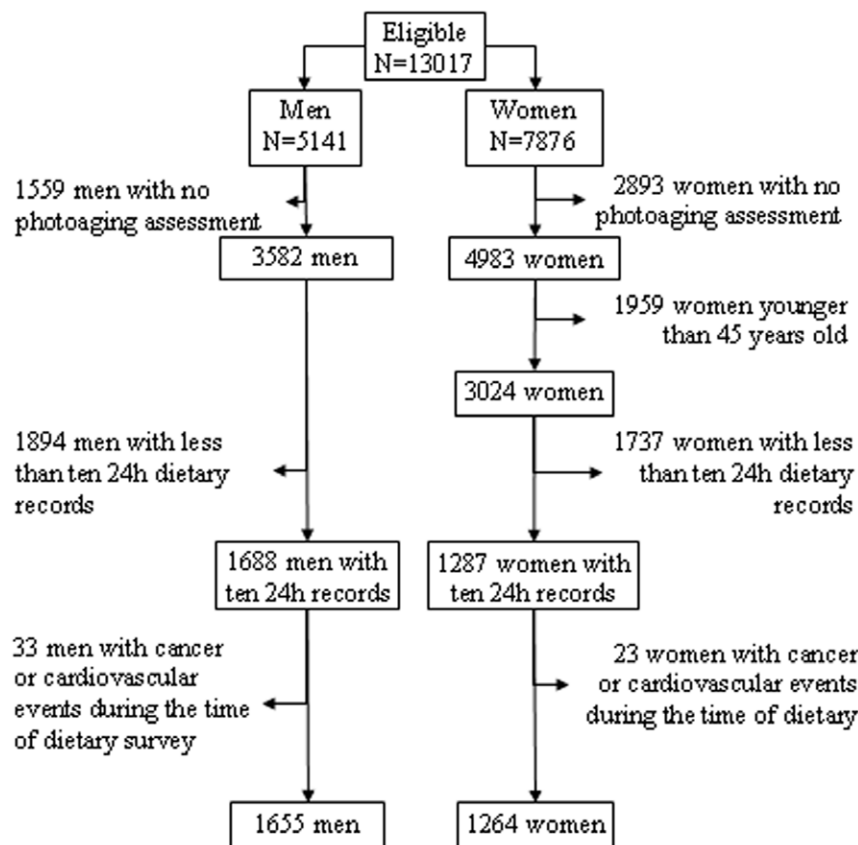 Eligible
N=13017
Men
N=5141
Women
N=7876
1559 men with no
photoaging assessment
2893 women with no
photoaging assessment
3582 men
4983 women
1959 women younger
than 45 years old
3024 women
1894 men with less
than ten 24h dietary
records
1737 women with less
than ten 24h dietary
records
1688 men with
ten 24h records
1287 women with
ten 24h records
33 men with cancer
or cardiovascular
events during the time
of dietary survey
23 women with cancer
or cardiovascular events
during the time of dietary
1655 men
1264 women